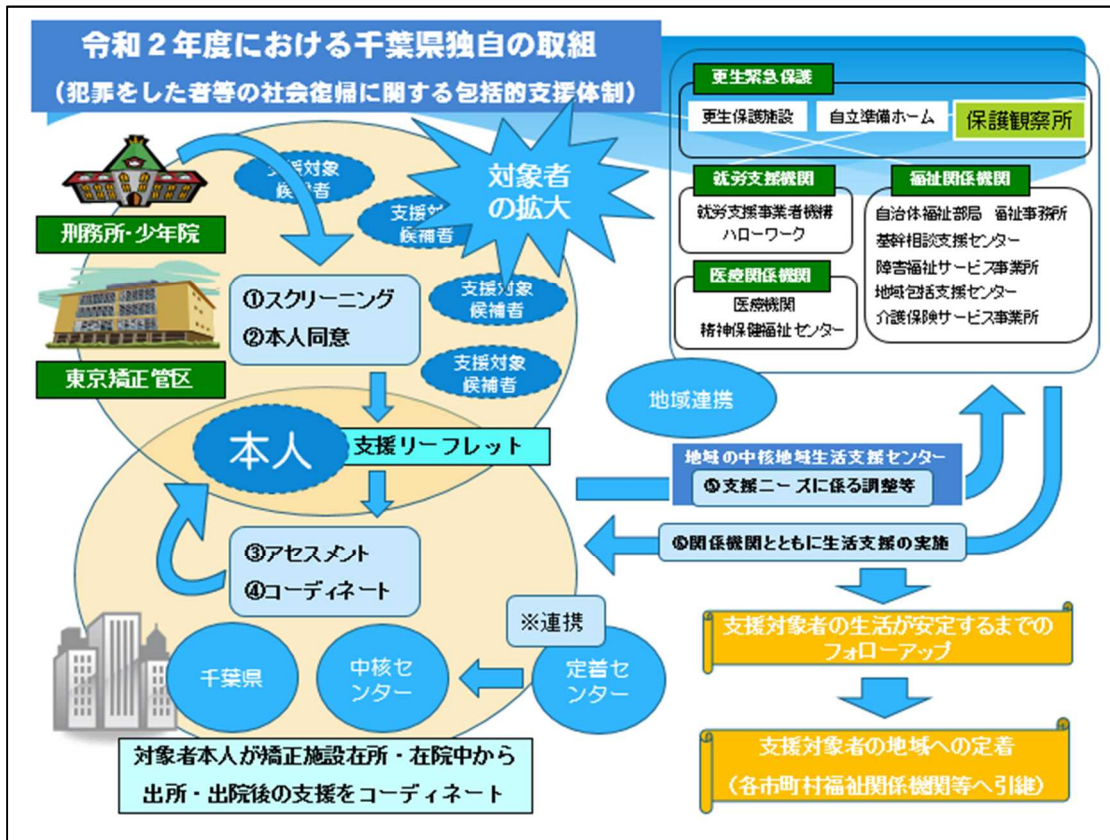 令和２年度における千葉県独自の取組
（犯罪をした者等の社会復帰に関する包括的支援体制）
刑務所・少年院
東京矯正管区
支援対象
候補者
支援対象
候補者
支援対象
候補者
支援対象
候補者
対象者
の拡大
①スクリーニング
②本人同意
本人
支援リーフレット
③アセスメント
④コーディネート
千葉県
中核セ
ンター
※連携
定着セ
ンター
対象者本人が矯正施設在所・在院中から
出所・出院後の支援をコーディネート
更生緊急保護
更生保護施設
自立準備ホーム
保護観察所
就労支援機関
就労支援事業者機構
ハローワーク
医療関係機関
医療機関
精神保健福祉センター
福祉関係機関
自治体福祉部局 福祉事務所
基幹相談支援センター
障害福祉サービス事業所
地域包括支援センター
介護保険サービス事業所
地域連携
地域の中核地域生活支援センター
⑤支援ニーズに係る調整等
⑥関係機関とともに生活支援の実施
支援対象者の生活が安定するまでの
フォローアップ
支援対象者の地域への定着
（各市町村福祉関係機関等へ引継）